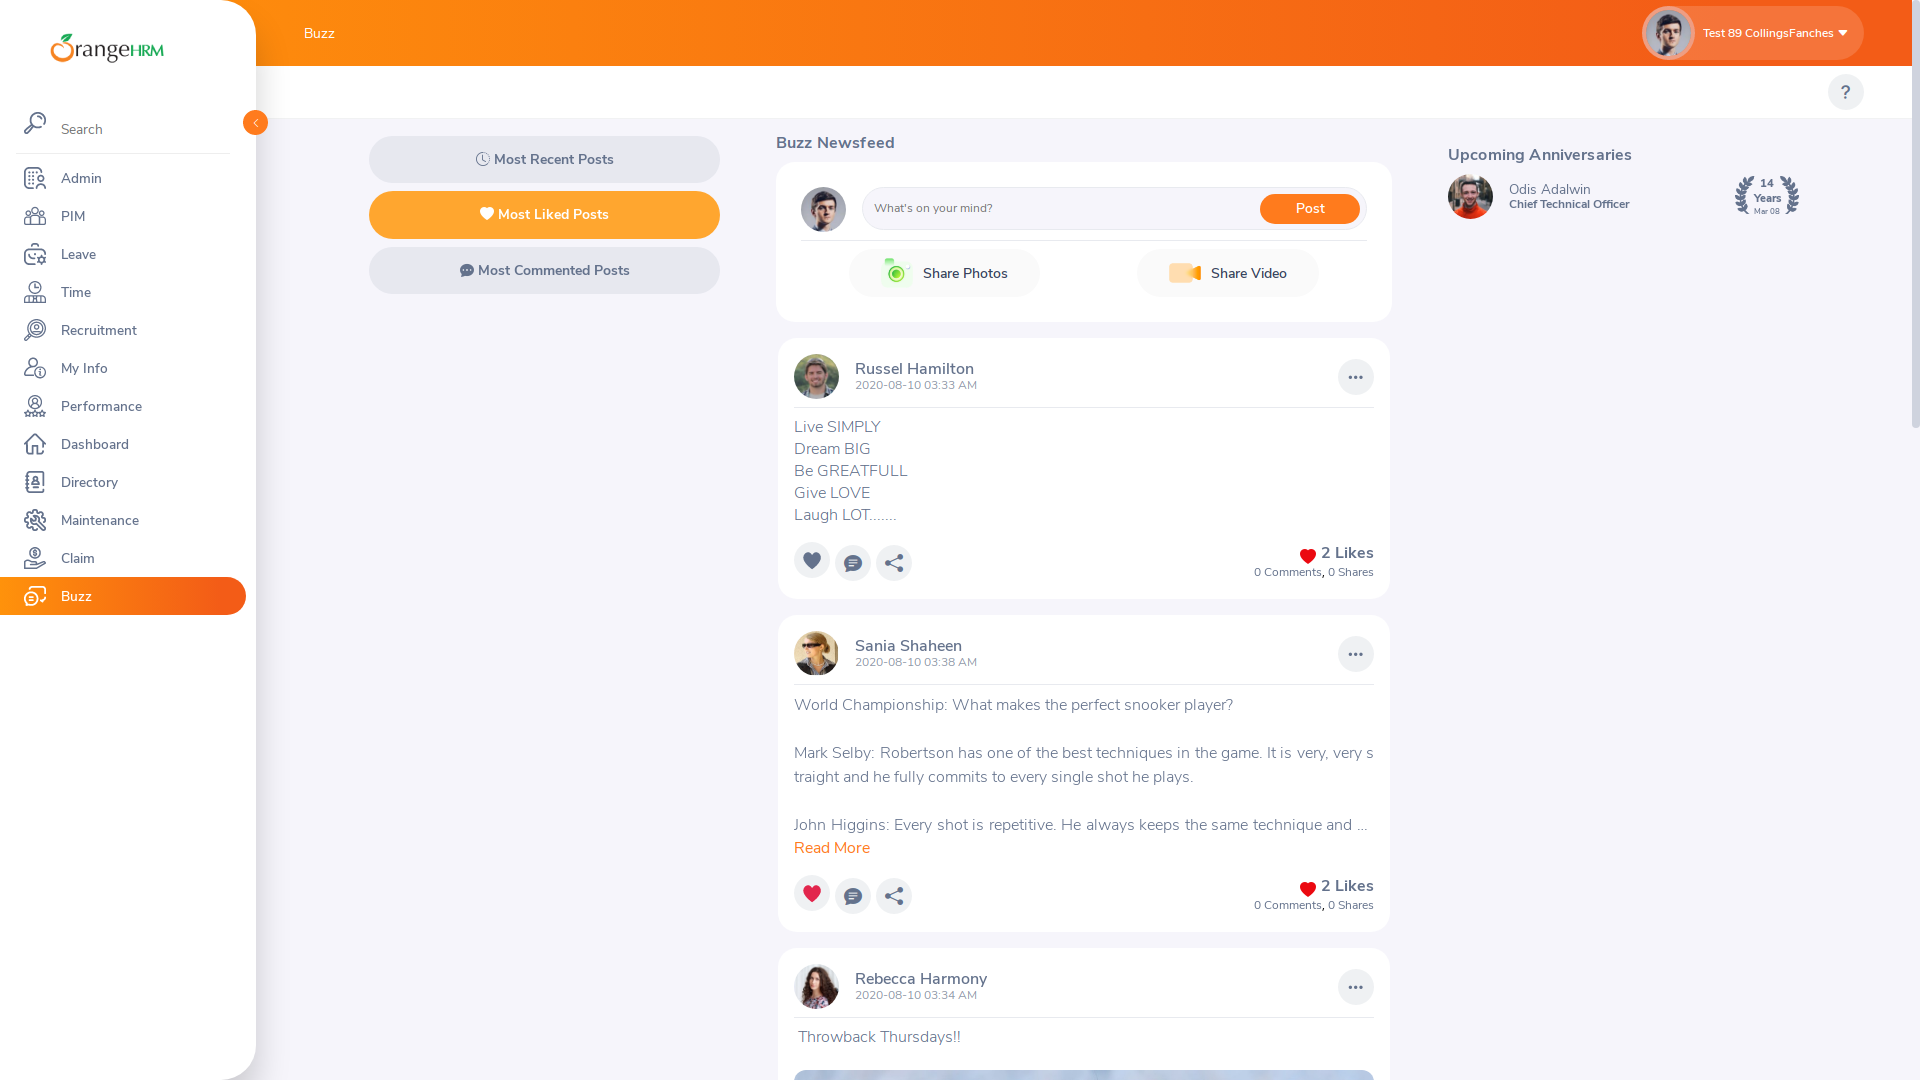 OrangeHRM
Buzz
Test 89 CollingsFanches
?
Search
Admin
PIM
Leave
Time
Recruitment
My Info
Performance
Dashboard
Directory
Maintenance
Claim
Buzz
Most Recent Posts
Most Liked Posts
Most Commented Posts
Buzz Newsfeed
What's on your mind?
Post
Share Photos
Share Video
Russel Hamilton
2020-08-10 03:33 AM
Live SIMPLY
Dream BIG
Be GREATFULL
Give LOVE
Laugh LOT.......
2 Likes
0 Comments, 0 Shares
Sania Shaheen
2020-08-10 03:38 AM
World Championship: What makes the perfect snooker player?
Mark Selby: Robertson has one of the best techniques in the game. It is very, very s
traight and he fully commits to every single shot he plays.
John Higgins: Every shot is repetitive. He always keeps the same technique and ...
Read More
2 Likes
0 Comments, 0 Shares
Rebecca Harmony
2020-08-10 03:34 AM
Throwback Thursdays!!
Upcoming Anniversaries
Odis Adalwin
Chief Technical Officer
14
Years
Mar 08